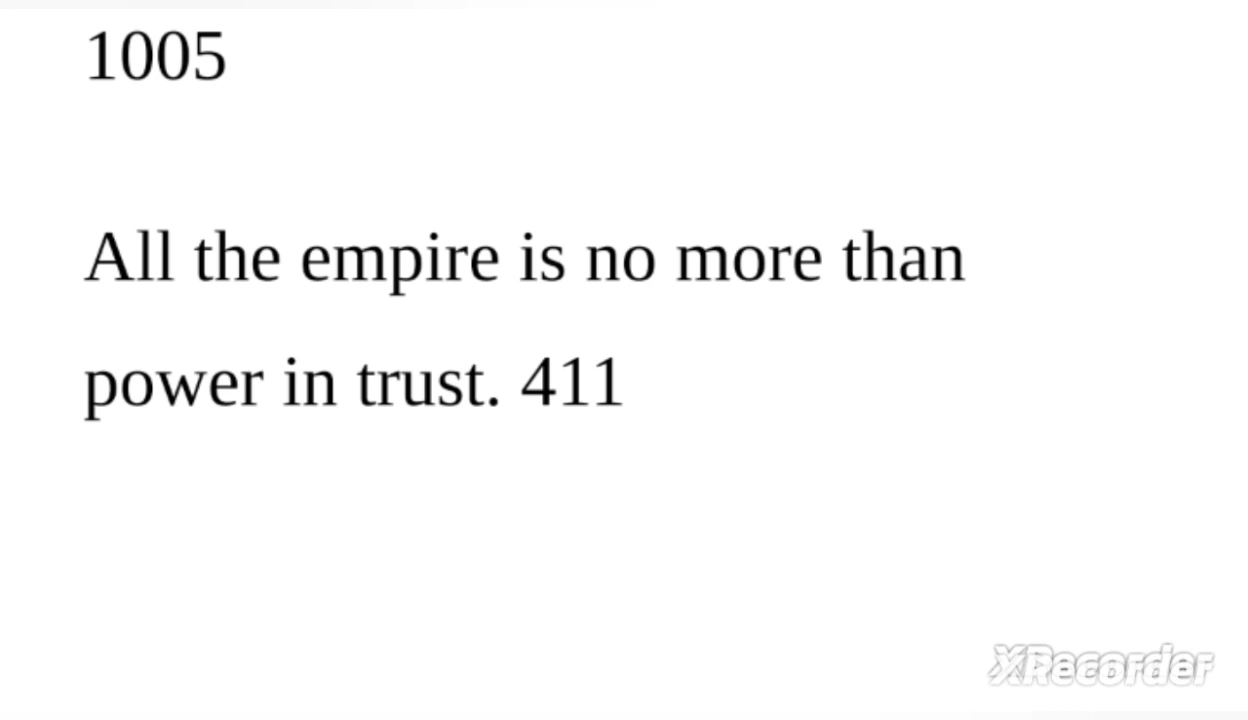 1005
All the empire is no more than
power in trust. 411
XRecorder